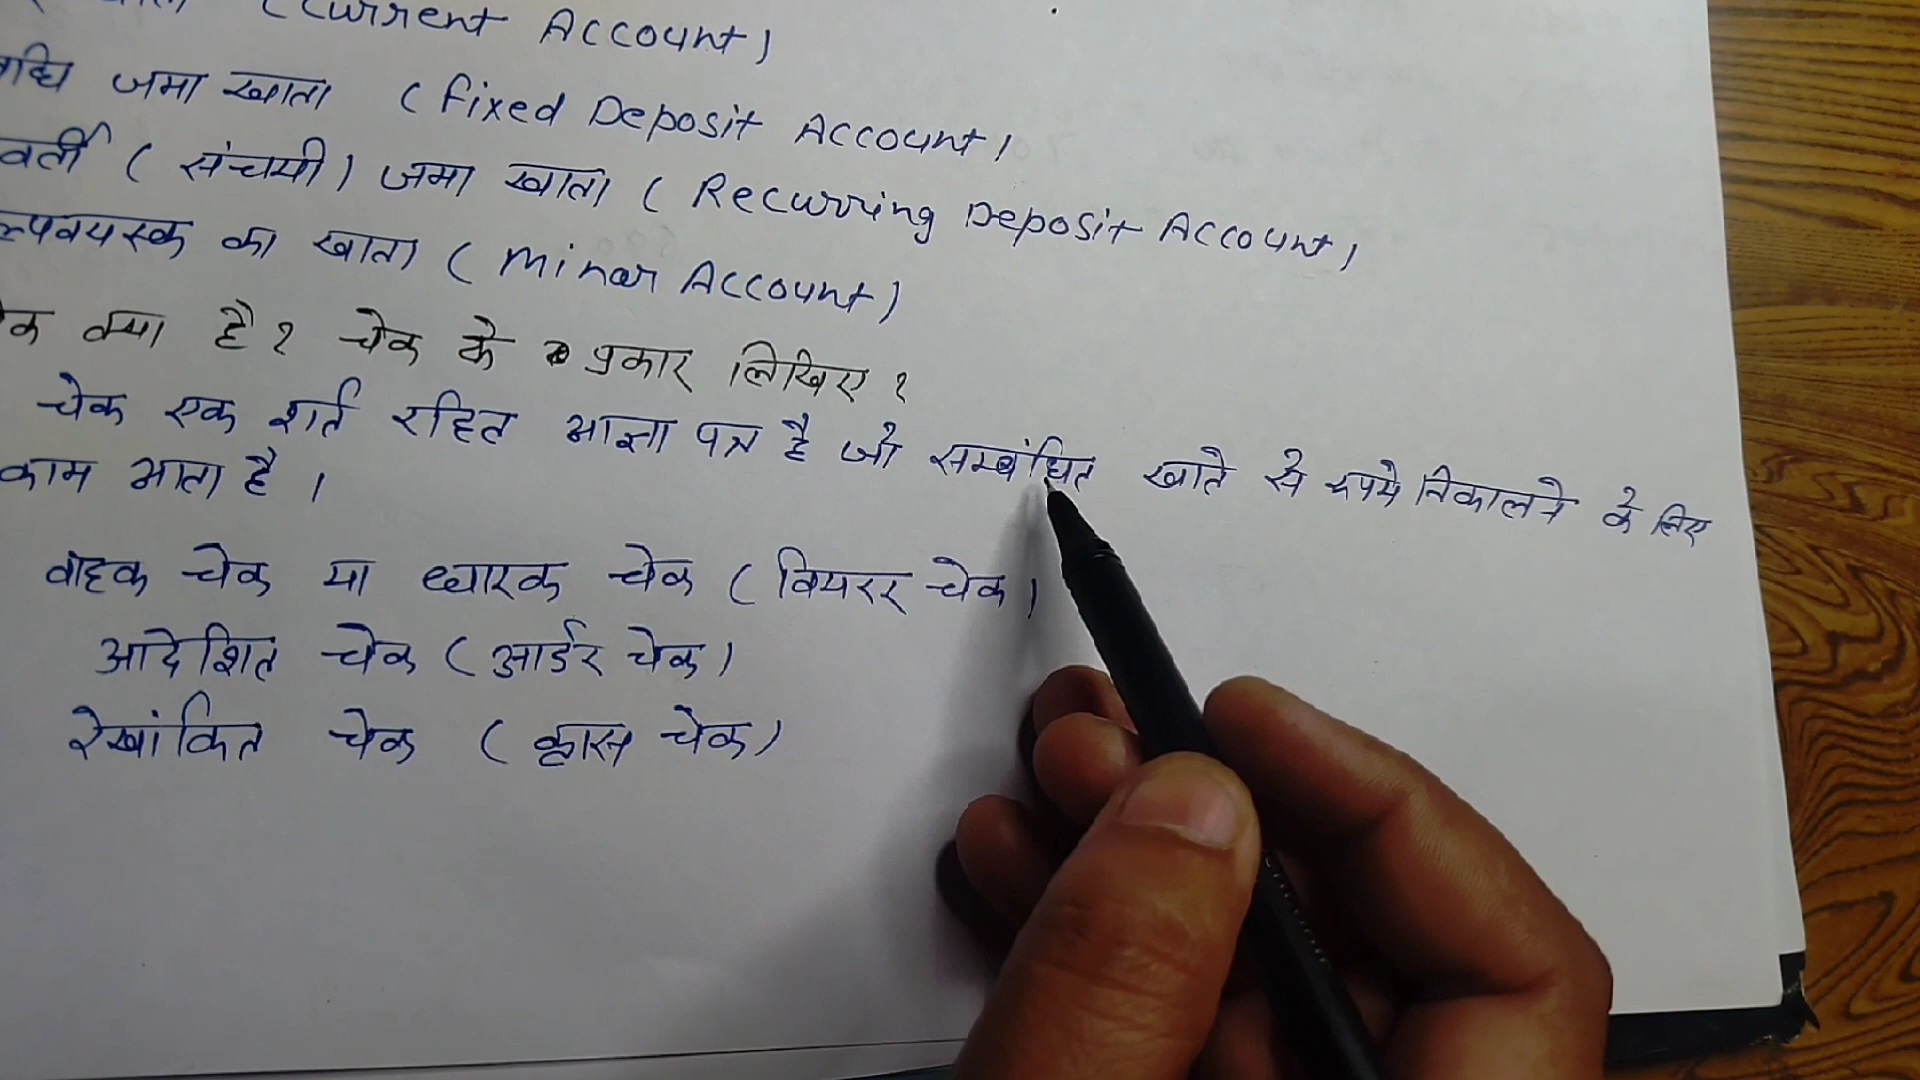 (Current Account)
जमा खाता (Fixed Deposit Account)
वर्ती (संचयी) जमा खाता (Recurring Deposit Account)
ल्पवयस्क का खाता (Minor Account)
क क्या है? चेक के प्रकार लिखिए?
चेक एक शर्त रहित आज्ञा पत्र है जो सम्बंधित खाते से रुपये निकालने के लिए
काम आता है।
वाहक चेक या धारक चेक (बियरर चेक)
आदेशित चेक (आर्डर चेक)
रेखांकित चेक (क्रास चेक)